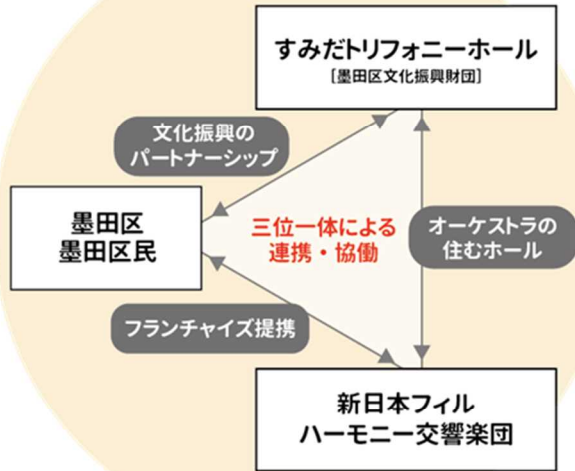 すみだトリフォニーホール
[墨田区文化振興財団]
文化振興の
パートナーシップ
墨田区
墨田区民
三位一体による
連携・協働
オーケストラの
住むホール
フランチャイズ提携
新日本フィル
ハーモニー交響楽団